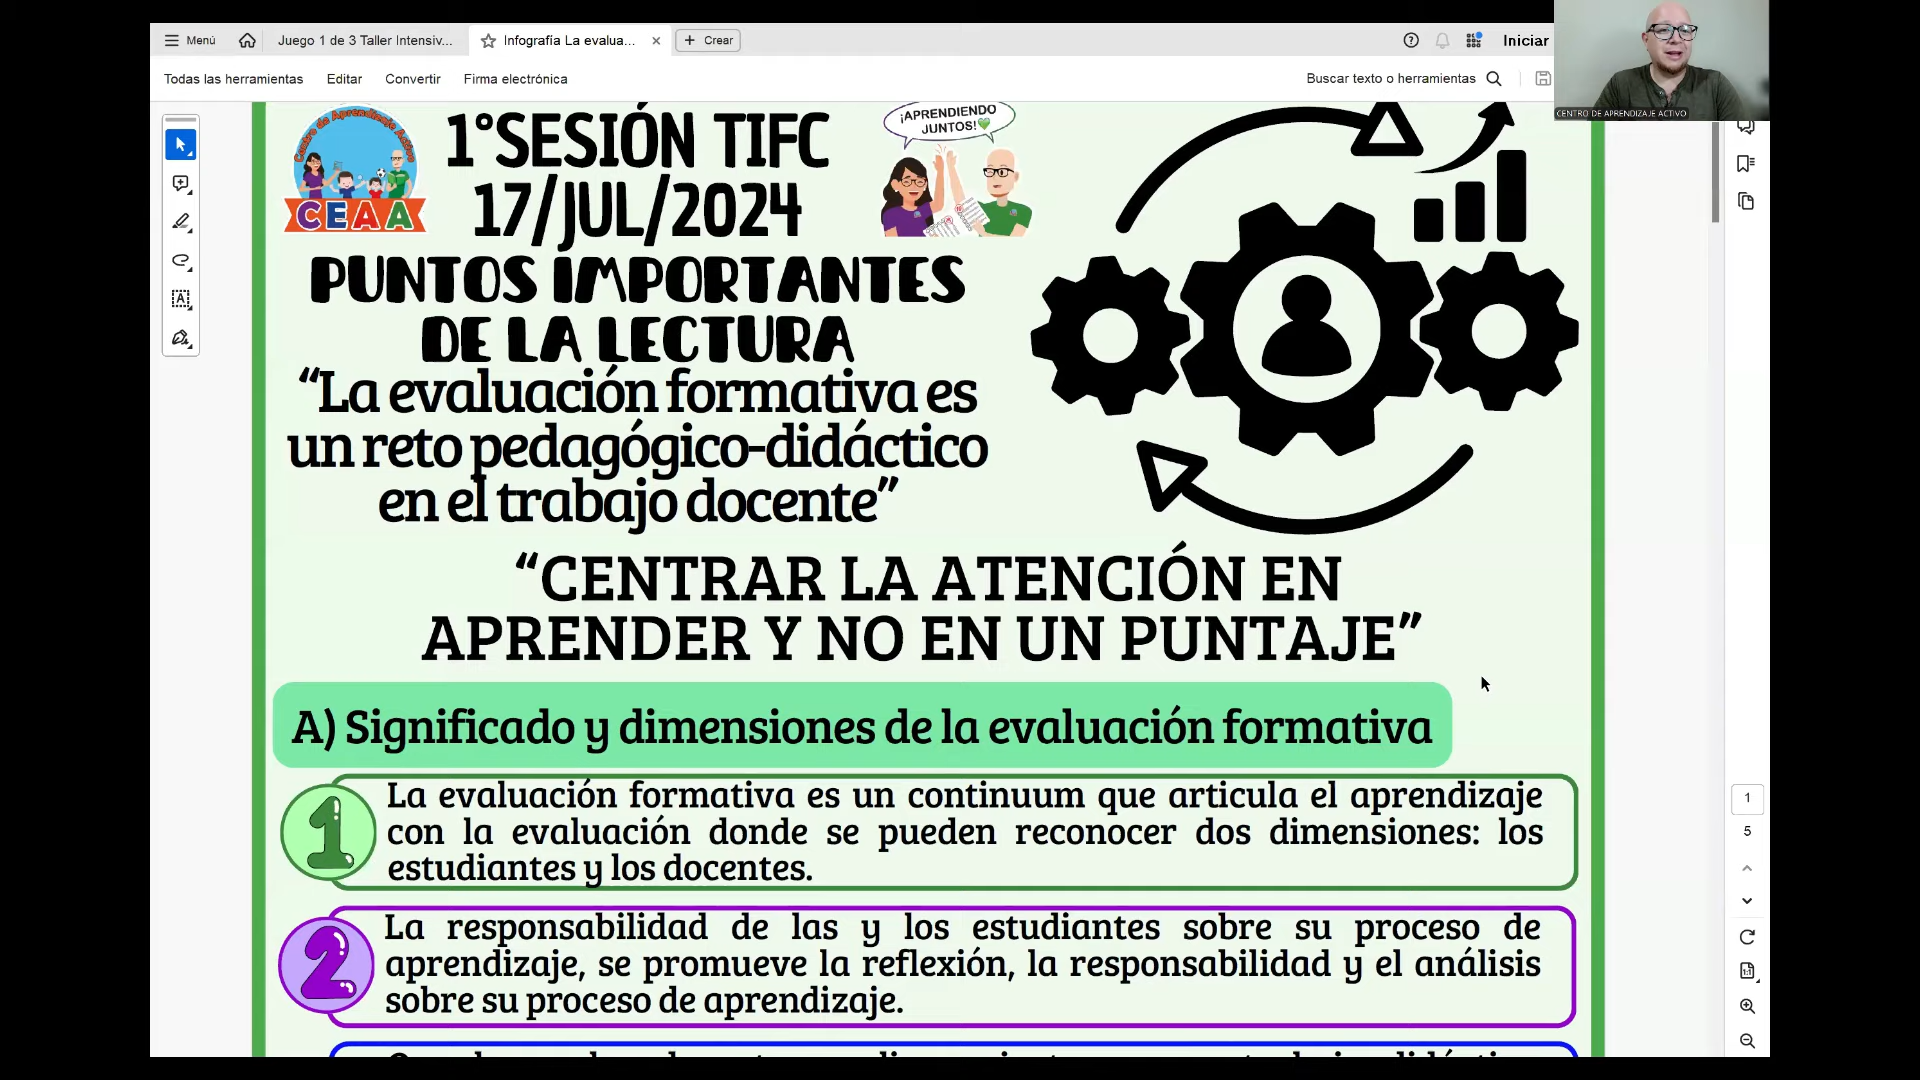 Menú
Juego 1 de 3 Taller Intensiv...
Infografía La evalua...
Crear
Iniciar
Todas las herramientas
Editar
Convertir
Firma electrónica
Buscar texto o herramientas
CENTRO DE APRENDIZAJE ACTIVO
Centro de Aprendizaje Activo
CEAA
1°SESIÓN TIFC
17/JUL/2024
¡APRENDIENDO
JUNTOS!
PUNTOS IMPORTANTES
DE LA LECTURA
“La evaluación formativa es
un reto pedagógico-didáctico
en el trabajo docente”
“CENTRAR LA ATENCIÓN EN
APRENDER Y NO EN UN PUNTAJE”
A) Significado y dimensiones de la evaluación formativa
1
La evaluación formativa es un continuum que articula el aprendizaje
con la evaluación donde se pueden reconocer dos dimensiones: los
estudiantes y los docentes.
2
La responsabilidad de las y los estudiantes sobre su proceso de
aprendizaje, se promueve la reflexión, la responsabilidad y el análisis
sobre su proceso de aprendizaje.
1
5